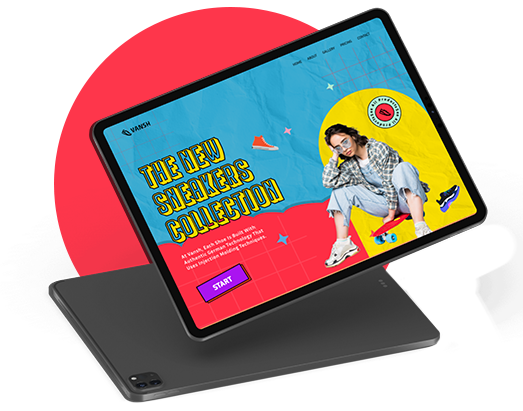 VANSH
HOME ABOUT GALLERY PRICING CONTACT
THE NEW
SNEAKERS
COLLECTION
At Vansh, Each Shoe Is Built With
Authentic German Technology That
Uses Injection Molding Techniques.
START